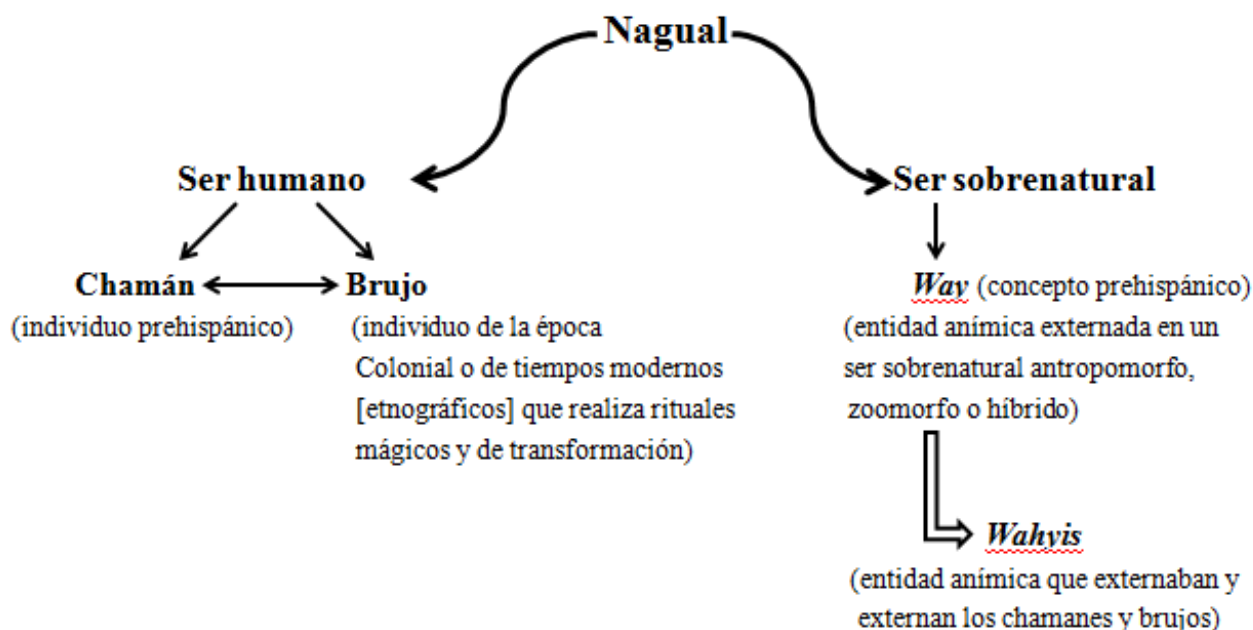 Nagual
Ser humano
Ser sobrenatural
Chamán
(individuo prehispánico)
Brujo
(individuo de la época
Colonial o de tiempos modernos
[etnográficos] que realiza rituales
mágicos y de transformación)
Way (concepto prehispánico)
(entidad anímica externada en un
ser sobrenatural antropomorfo,
zoomorfo o híbrido)
Wahyis
(entidad anímica que externaban y
externan los chamanes y brujos)